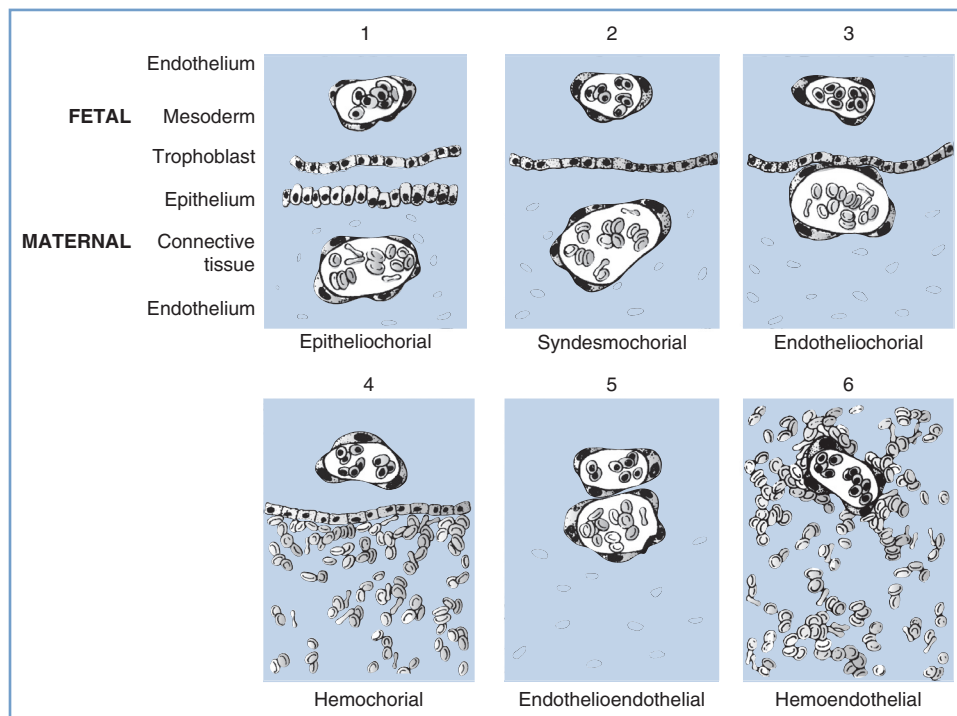 1 2 3
Endothelium
FETAL Mesoderm
Trophoblast
Epithelium
MATERNAL Connective
tissue
Endothelium
Epitheliochorial Syndesmochorial Endotheliochorial
4 5 6
Hemochorial Endothelioendothelial Hemoendothelial